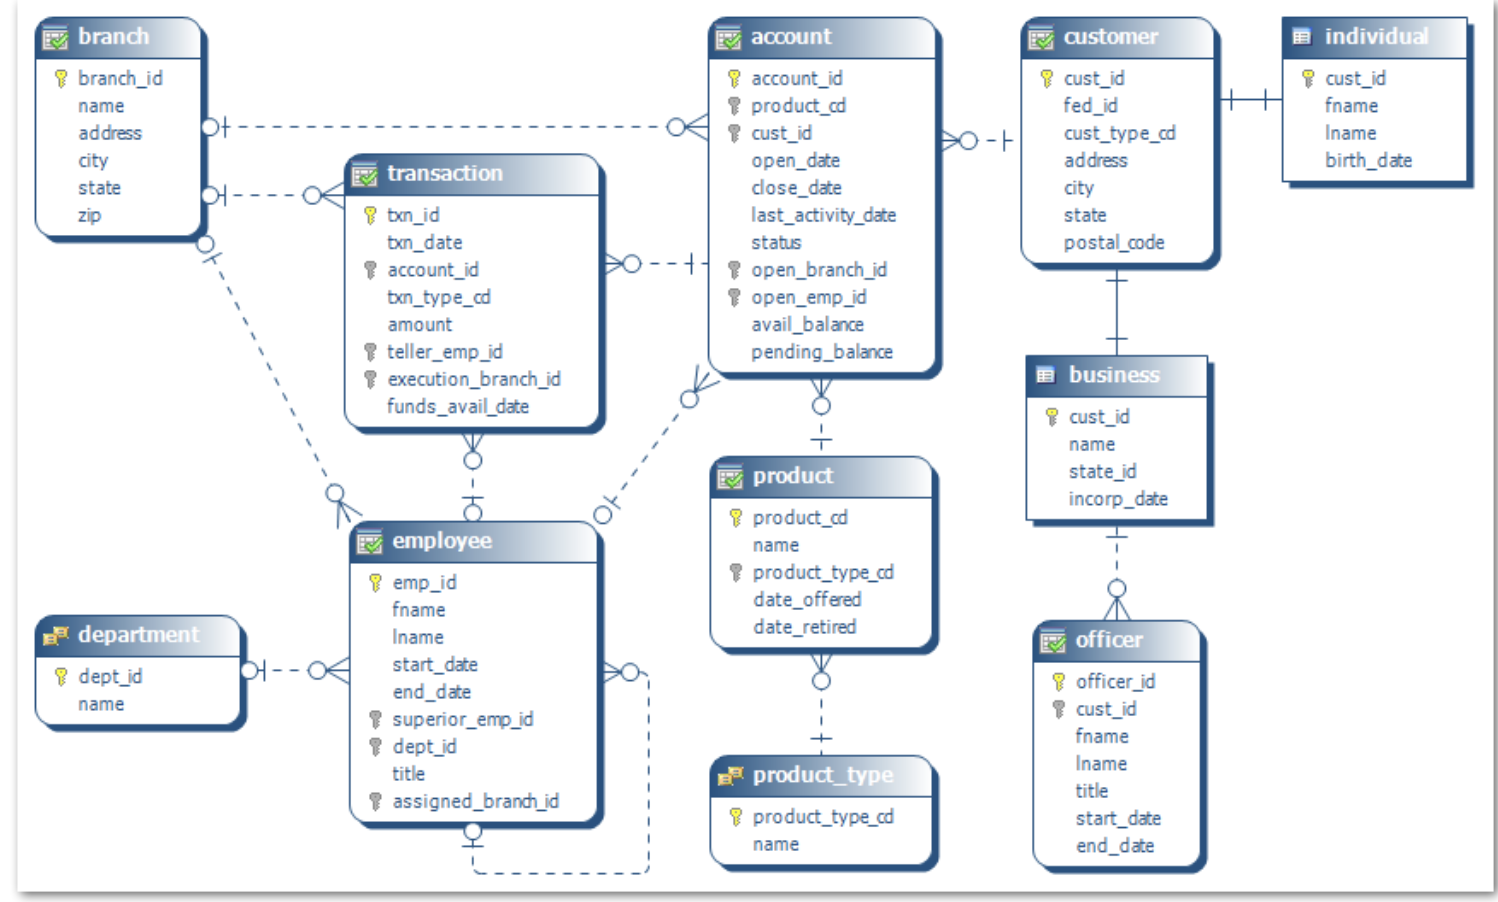 branch
branch_id
name
address
city
state
zip
transaction
txn_id
txn_date
account_id
txn_type_cd
amount
teller_emp_id
execution_branch_id
funds_avail_date
account
account_id
product_cd
cust_id
open_date
close_date
last_activity_date
status
open_branch_id
open_emp_id
avail_balance
pending_balance
customer
cust_id
fed_id
cust_type_cd
address
city
state
postal_code
individual
cust_id
fname
lname
birth_date
business
cust_id
name
state_id
incorp_date
product
product_cd
name
product_type_cd
date_offered
date_retired
employee
emp_id
fname
lname
start_date
end_date
superior_emp_id
dept_id
title
assigned_branch_id
department
dept_id
name
product_type
product_type_cd
name
officer
officer_id
cust_id
fname
lname
title
start_date
end_date